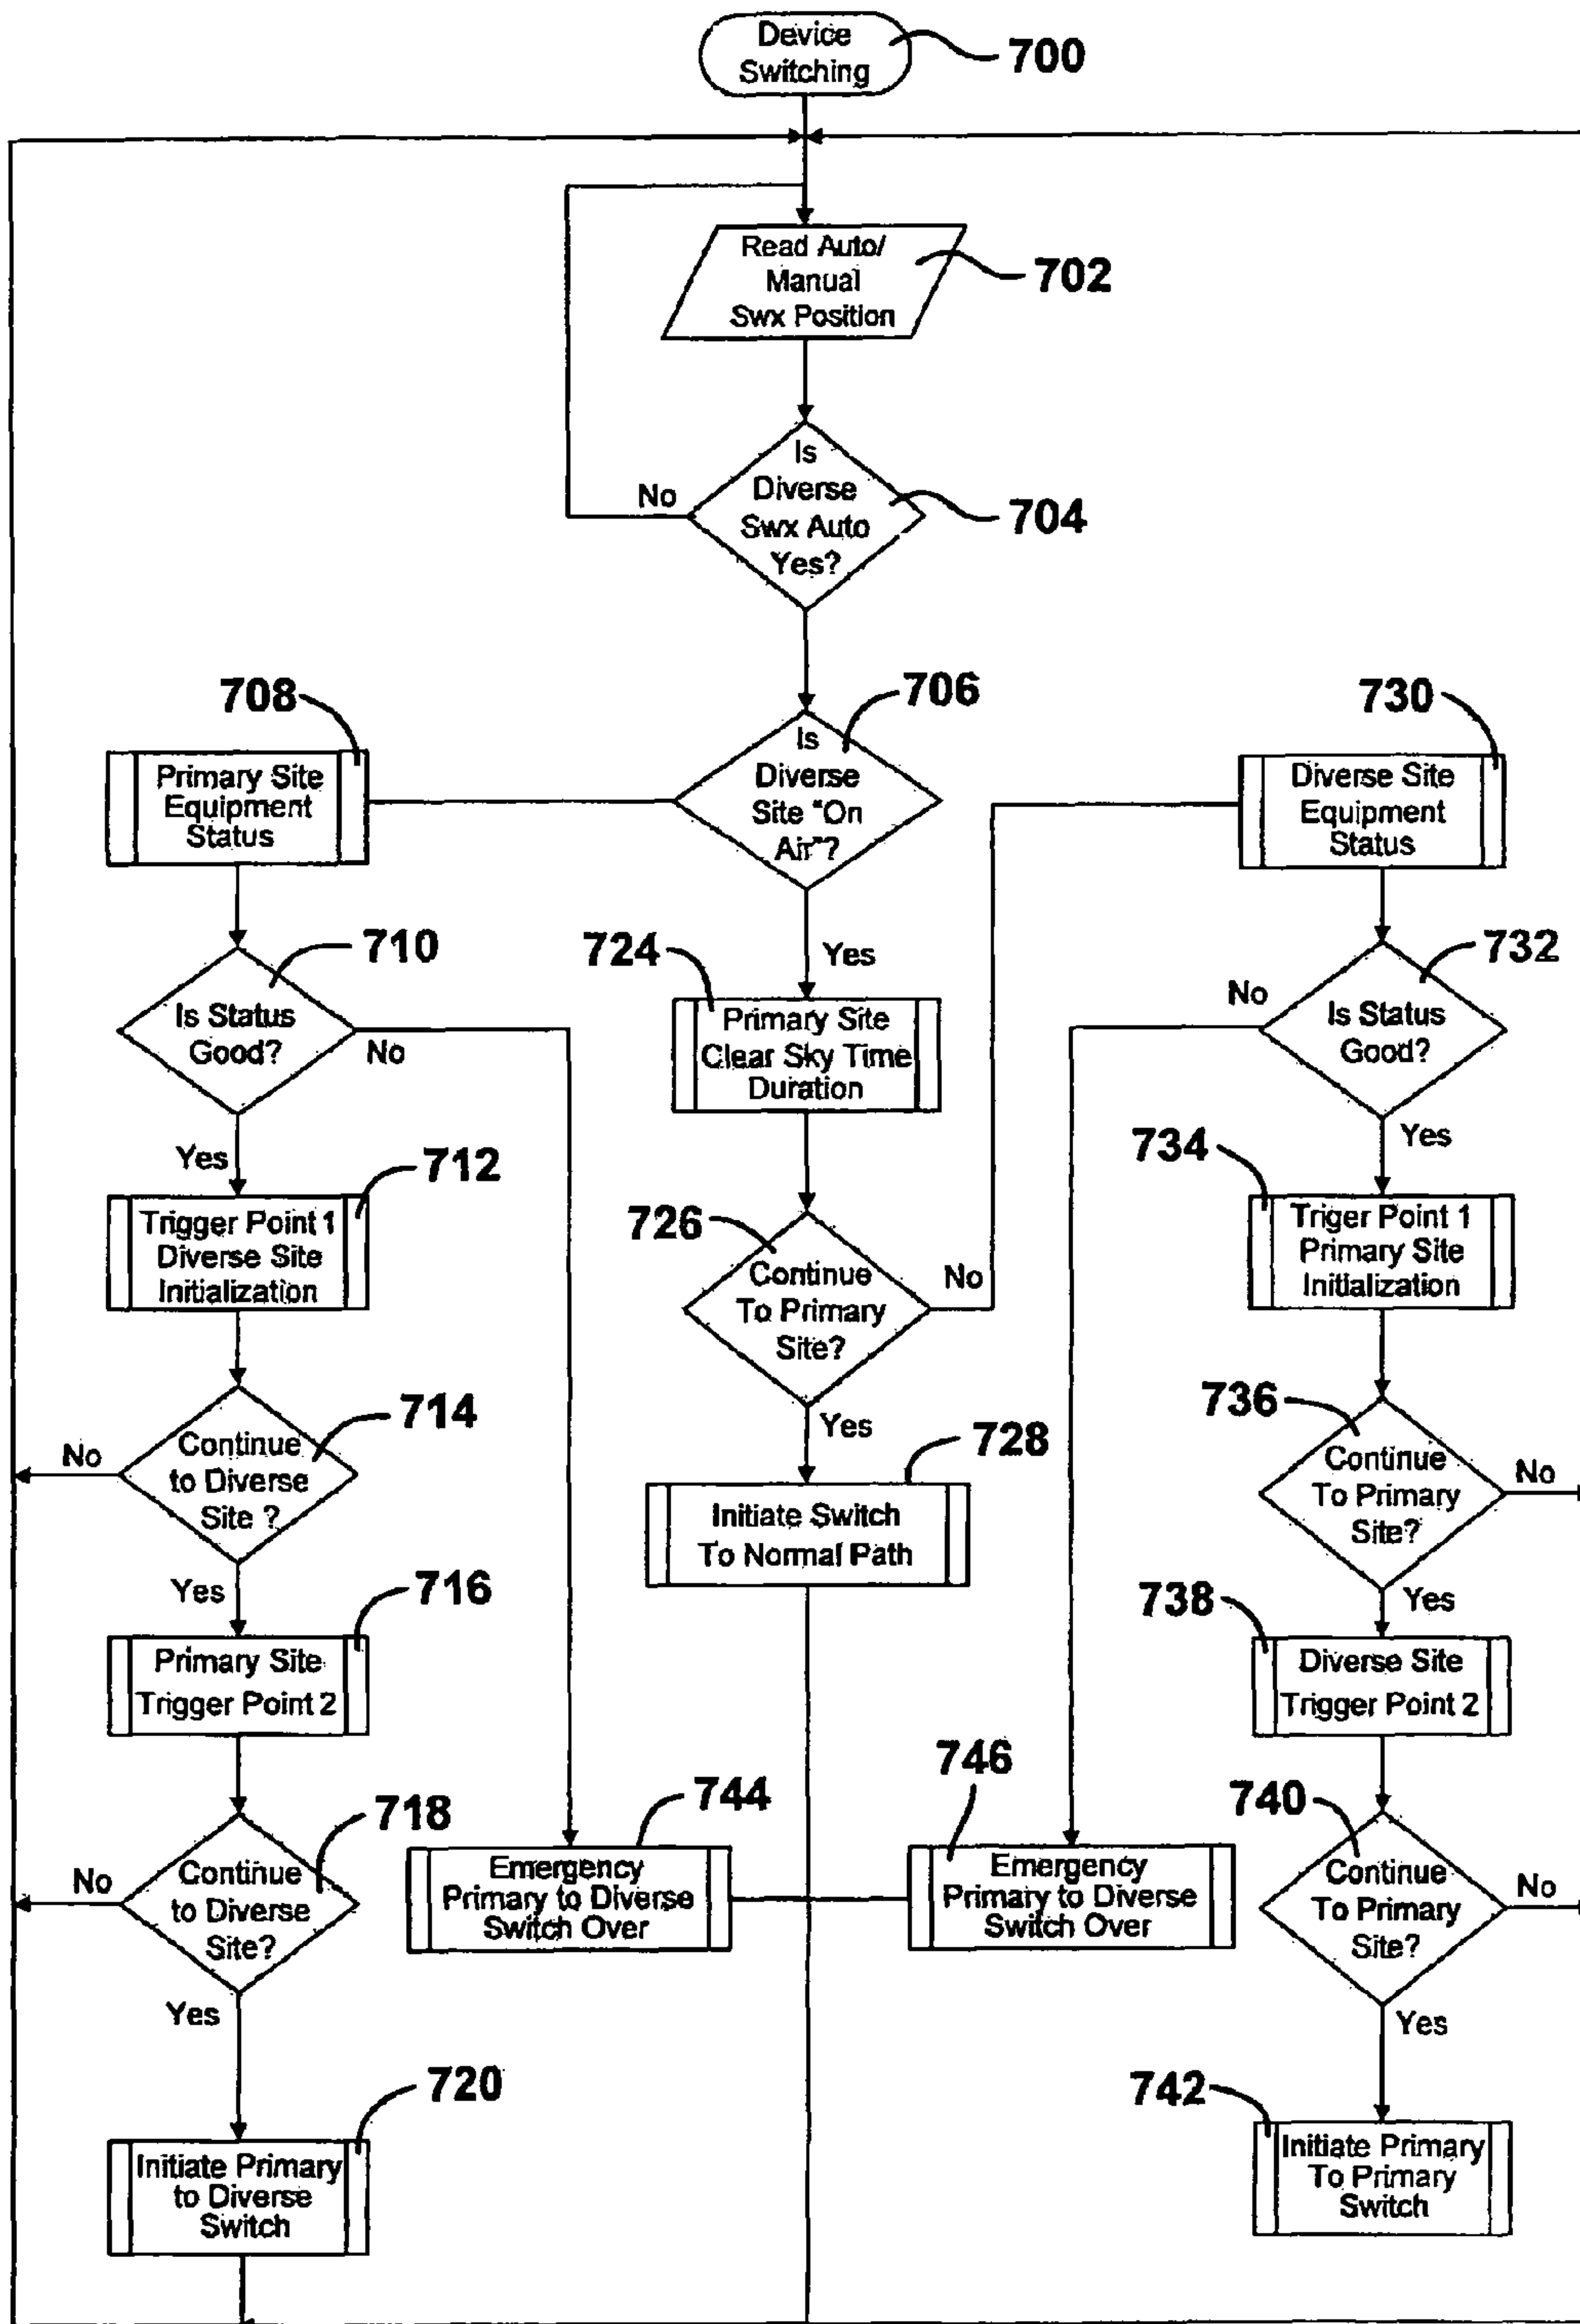 Device
Switching
700
Read Auto/
Manual
Swx Position
702
Is
Diverse
Swx Auto
Yes?
No
704
706
Is
Diverse
Site "On
Air"?
708
Primary Site
Equipment
Status
730
Diverse Site
Equipment
Status
710
Is Status
Good?
No
Yes
724
Yes
Primary Site
Clear Sky Time
Duration
732
No
Is Status
Good?
Yes
712
Trigger Point 1
Diverse Site
Initialization
726
Continue
To Primary
Site?
No
Yes
734
Triger Point 1
Primary Site
Initialization
714
No
Continue
to Diverse
Site ?
Yes
728
Initiate Switch
To Normal Path
736
Continue
To Primary
Site?
No
Yes
716
Primary Site
Trigger Point 2
738
Diverse Site
Trigger Point 2
718
No
Continue
to Diverse
Site?
Yes
744
Emergency
Primary to Diverse
Switch Over
746
Emergency
Primary to Diverse
Switch Over
740
Continue
To Primary
Site?
No
Yes
720
Initiate Primary
to Diverse
Switch
742
Initiate Primary
To Primary
Switch